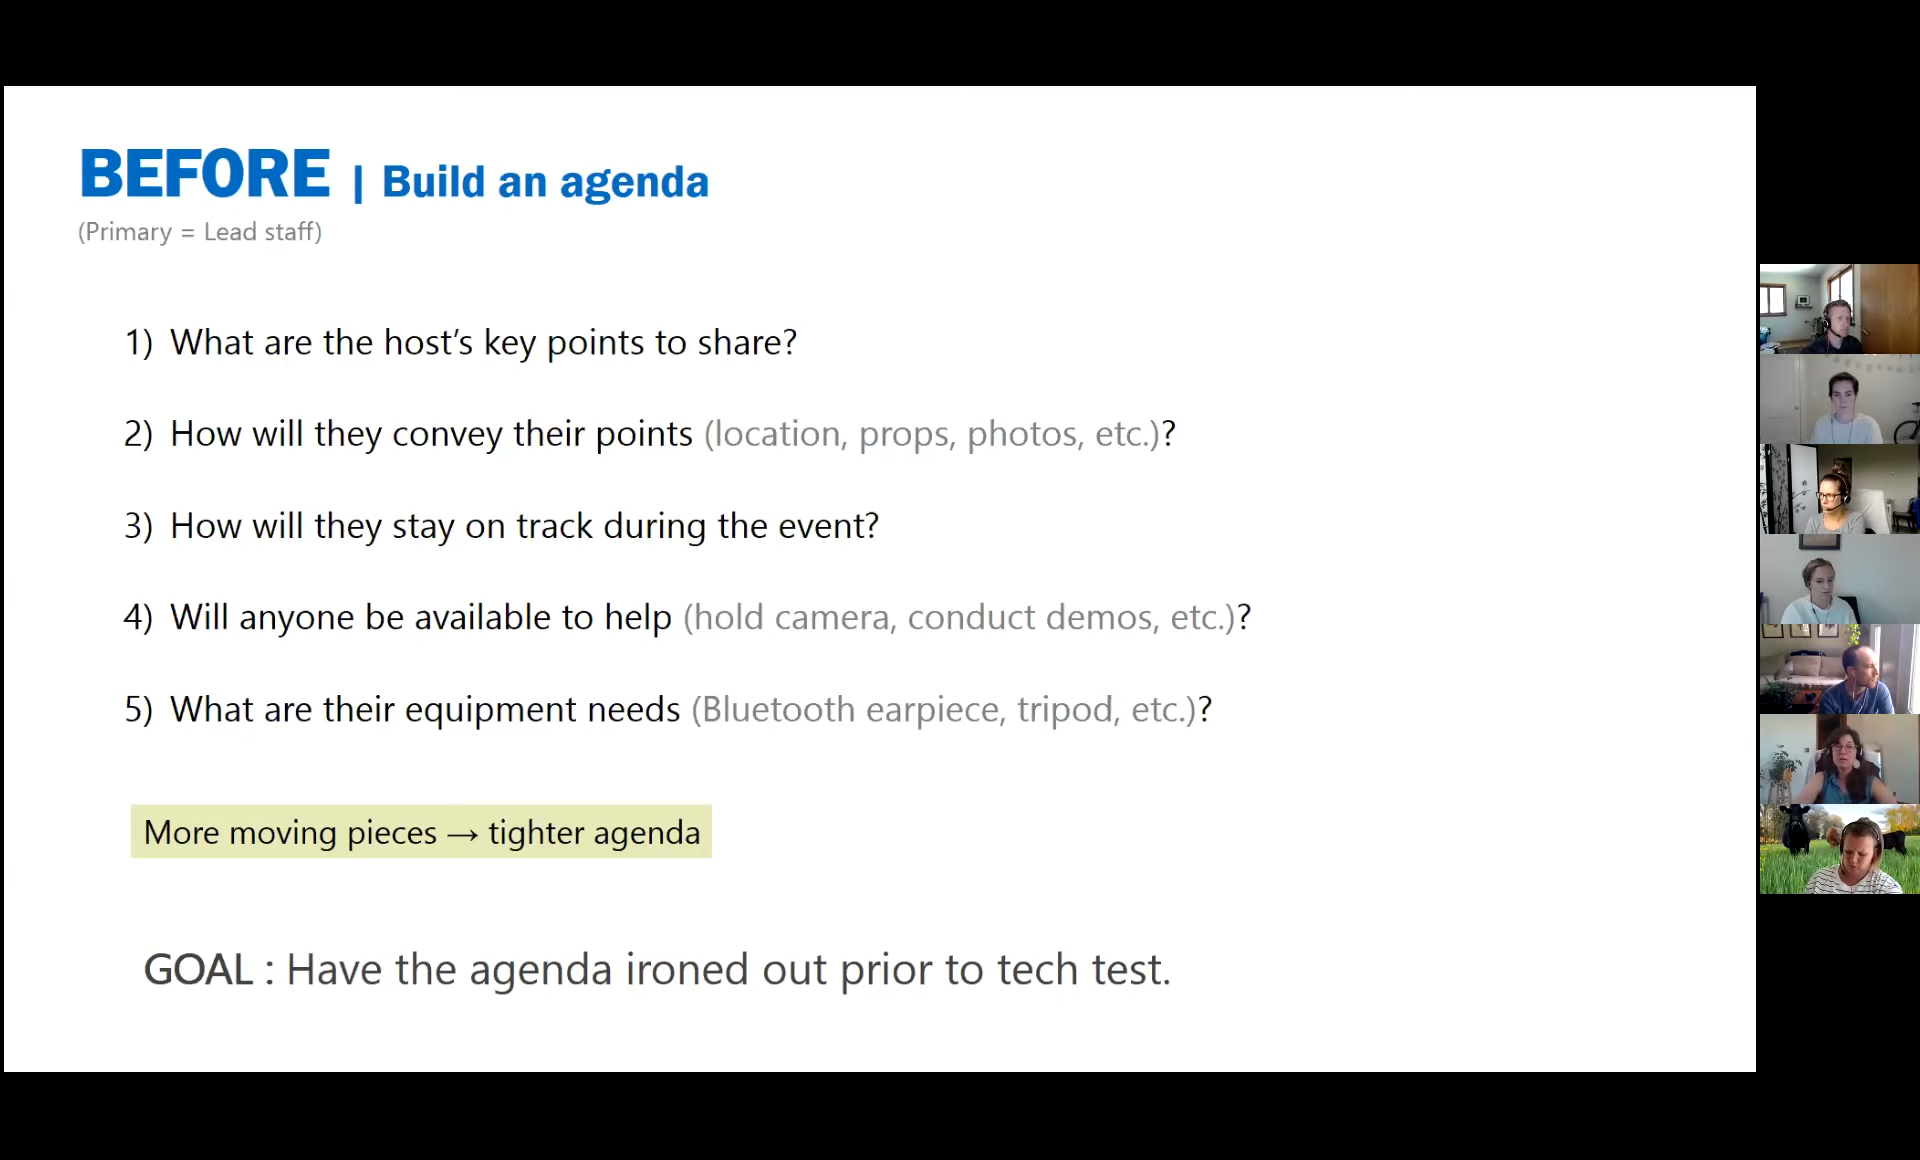 BEFORE | Build an agenda
(Primary = Lead staff)
1) What are the host’s key points to share?
2) How will they convey their points (location, props, photos, etc.)?
3) How will they stay on track during the event?
4) Will anyone be available to help (hold camera, conduct demos, etc.)?
5) What are their equipment needs (Bluetooth earpiece, tripod, etc.)?
More moving pieces → tighter agenda
GOAL : Have the agenda ironed out prior to tech test.